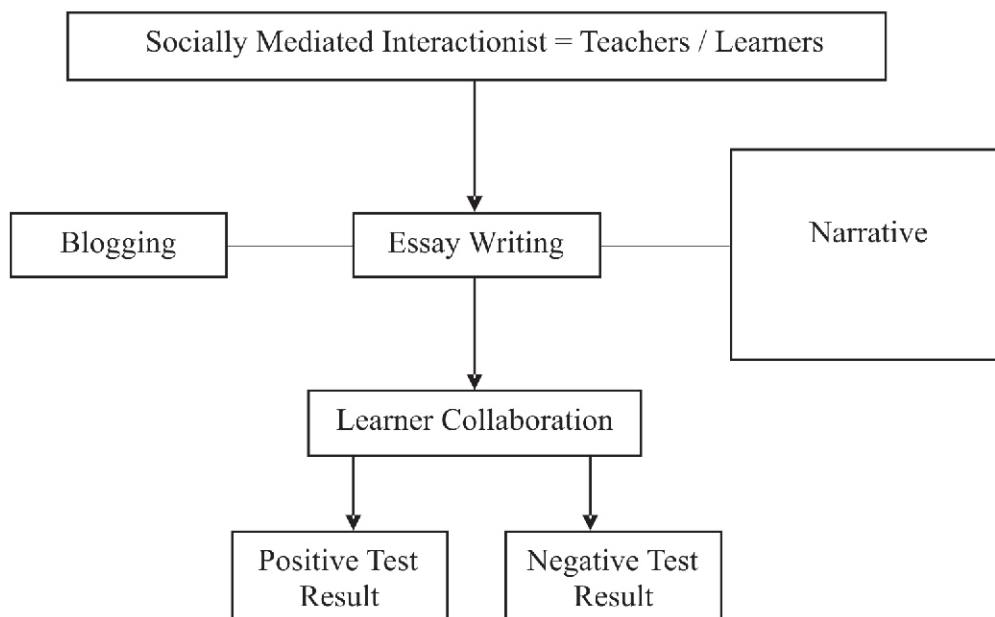 Socially Mediated Interactionist = Teachers / Learners
Blogging
Essay Writing
Narrative
Learner Collaboration
Positive Test
Result
Negative Test
Result